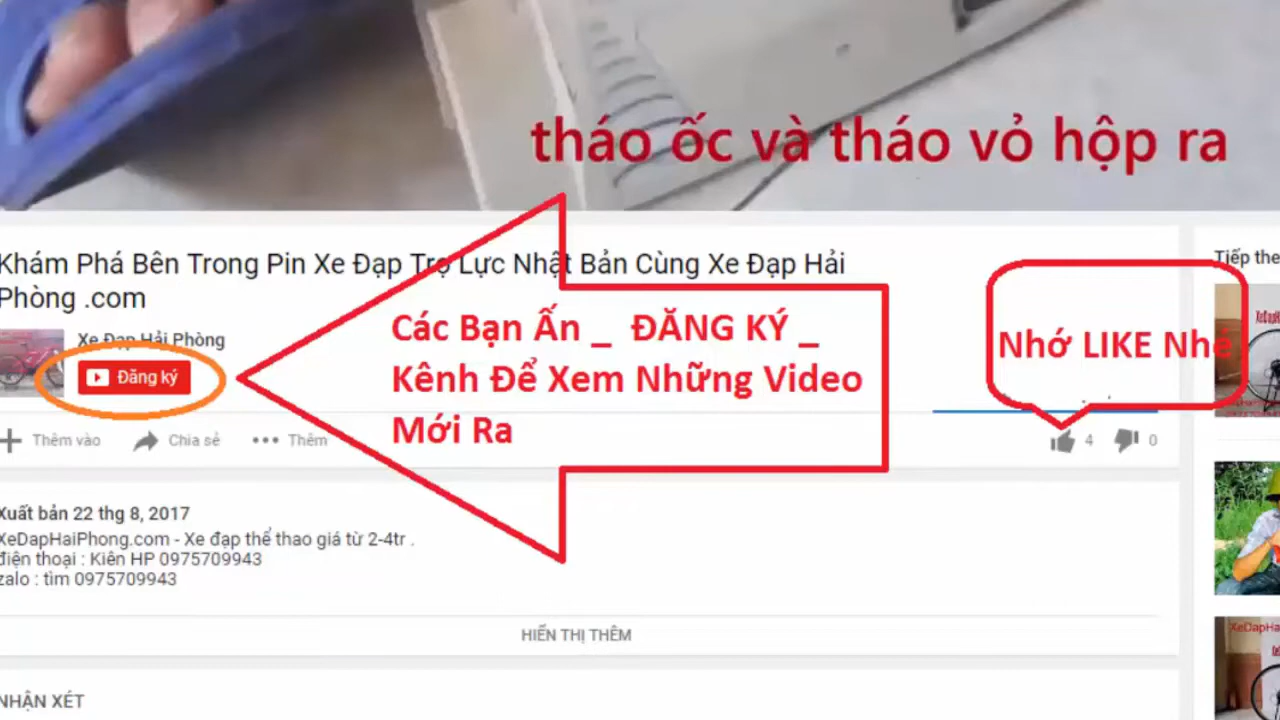 tháo ốc và tháo vỏ hộp ra
Khám Phá Bên Trong Pin Xe Đạp Trợ Lực Nhật Bản Cùng Xe Đạp Hải
Phòng .com
Tiếp the
Xe Đạp Hải Phòng
Đăng ký
Các Bạn Ấn _ ĐĂNG KÝ _
Kênh Để Xem Những Video
Mới Ra
Nhớ LIKE Nhé
Thêm vào
Chia sẻ
Thêm
4
0
Xuất bản 22 thg 8, 2017
XeDapHaiPhong.com - Xe đạp thể thao giá từ 2-4tr .
điện thoại : Kiên HP 0975709943
zalo : tìm 0975709943
HIỂN THỊ THÊM
NHẬN XÉT